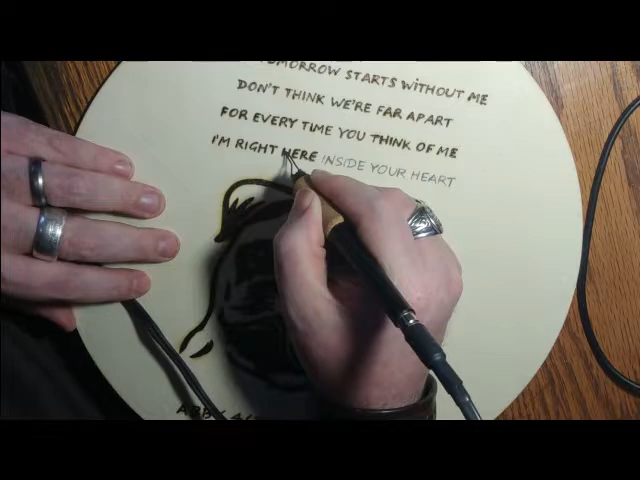 TOMORROW STARTS WITHOUT ME
DON'T THINK WE'RE FAR APART
FOR EVERY TIME YOU THINK OF ME
I'M RIGHT HERE INSIDE YOUR HEART
ABBY